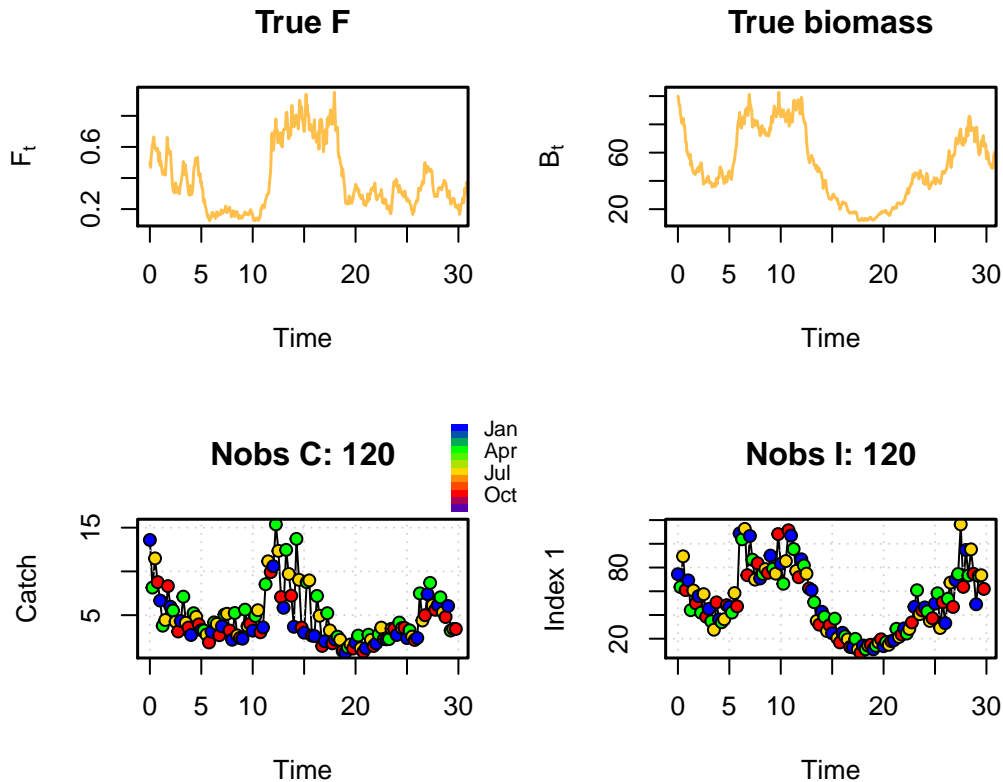 True F
F_t
0.2 0.6
0 5 10 20 30
Time
True biomass
B_t
20 60
0 5 10 20 30
Time
Nobs C: 120
Jan
Apr
Jul
Oct
Catch
5 15
0 5 10 20 30
Time
Nobs I: 120
Index 1
20 80
0 5 10 20 30
Time